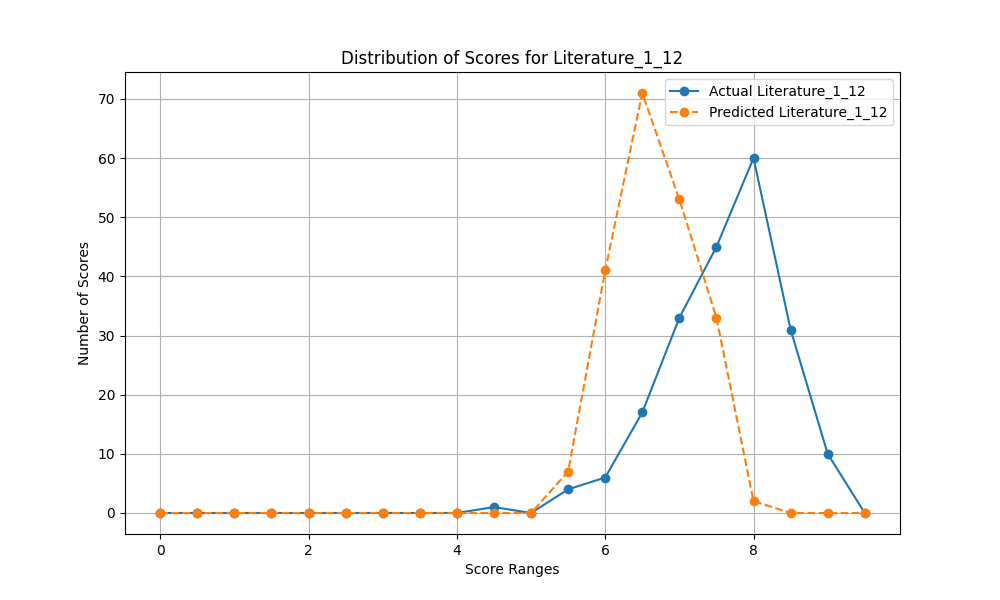 Distribution of Scores for Literature_1_12
Actual Literature_1_12
Predicted Literature_1_12
Number of Scores
70
60
50
40
30
20
10
0
0 2 4 6 8
Score Ranges